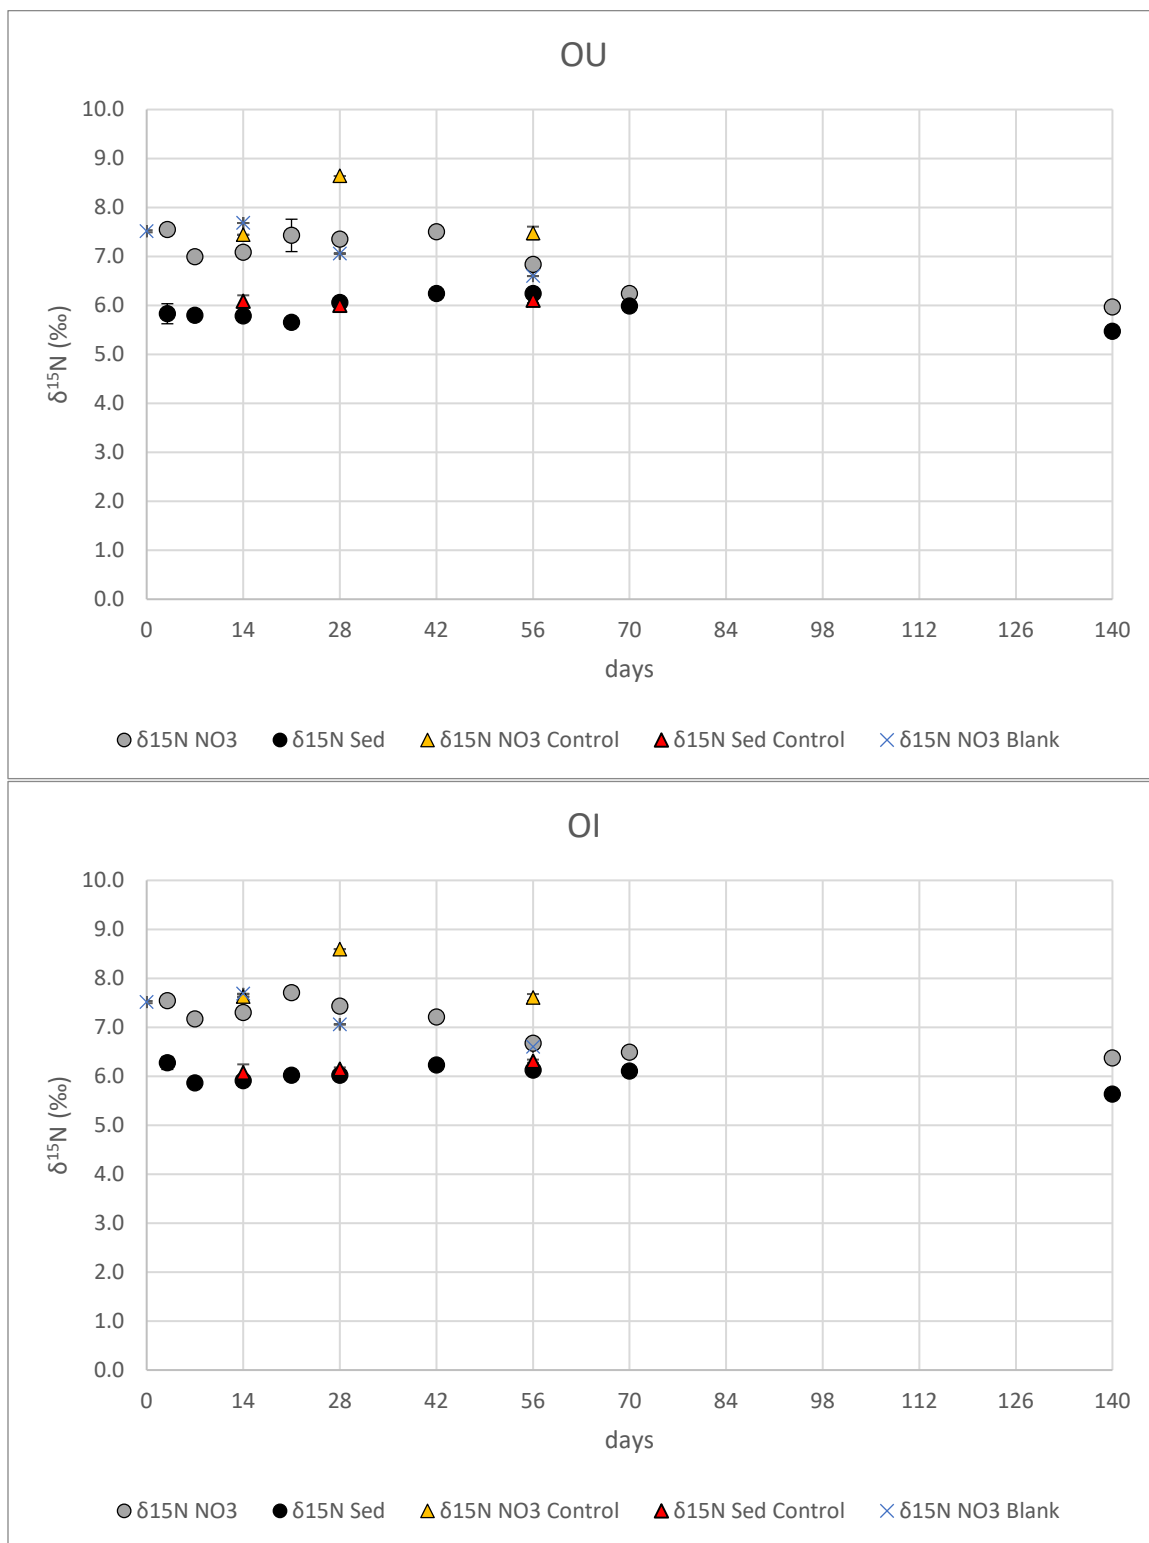 OU
10.0
9.0
8.0
7.0
6.0
5.0
4.0
3.0
2.0
1.0
0.0
δ¹⁵N (‰)
0 14 28 42 56 70 84 98 112 126 140
days
δ15N NO3 δ15N Sed δ15N NO3 Control δ15N Sed Control δ15N NO3 Blank
OI
10.0
9.0
8.0
7.0
6.0
5.0
4.0
3.0
2.0
1.0
0.0
δ¹⁵N (‰)
0 14 28 42 56 70 84 98 112 126 140
days
δ15N NO3 δ15N Sed δ15N NO3 Control δ15N Sed Control δ15N NO3 Blank